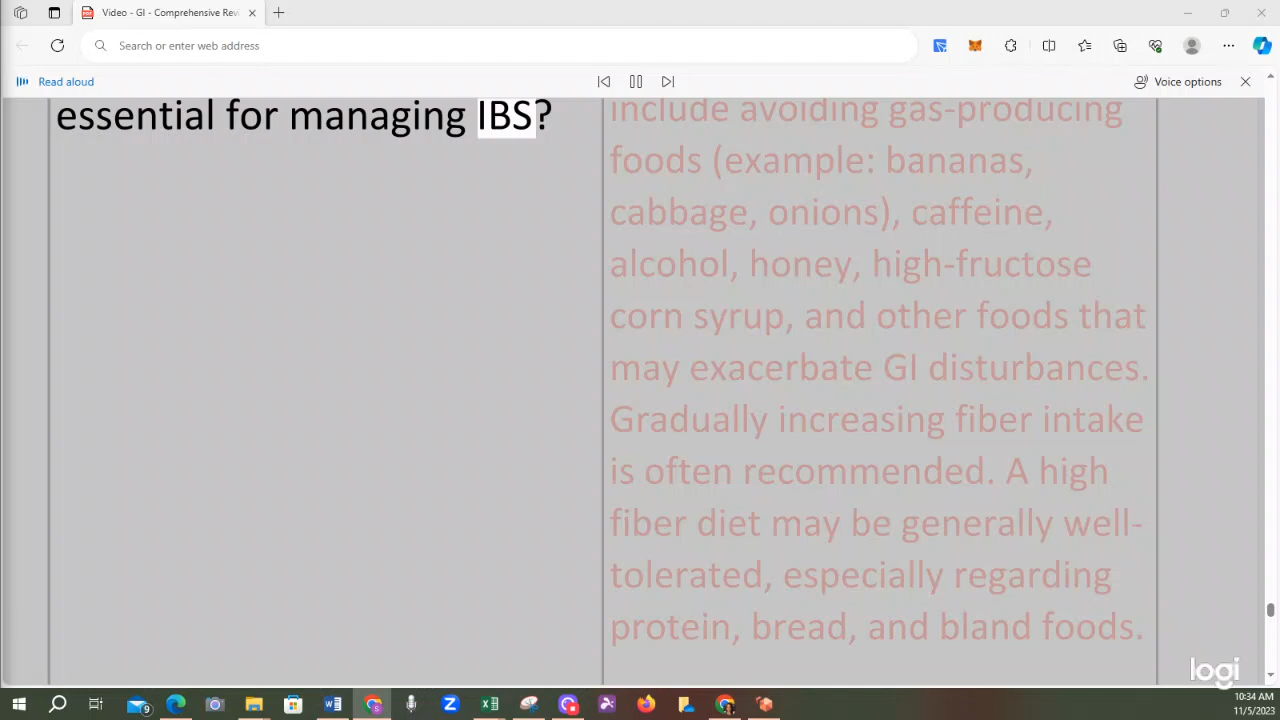 Video - GI - Comprehensive Revi
Search or enter web address
Read aloud
Voice options
essential for managing IBS?
include avoiding gas-producing
foods (example: bananas,
cabbage, onions), caffeine,
alcohol, honey, high-fructose
corn syrup, and other foods that
may exacerbate GI disturbances.
Gradually increasing fiber intake
is often recommended. A high
fiber diet may be generally well-
tolerated, especially regarding
protein, bread, and bland foods.
logi
10:34 AM
11/5/2023